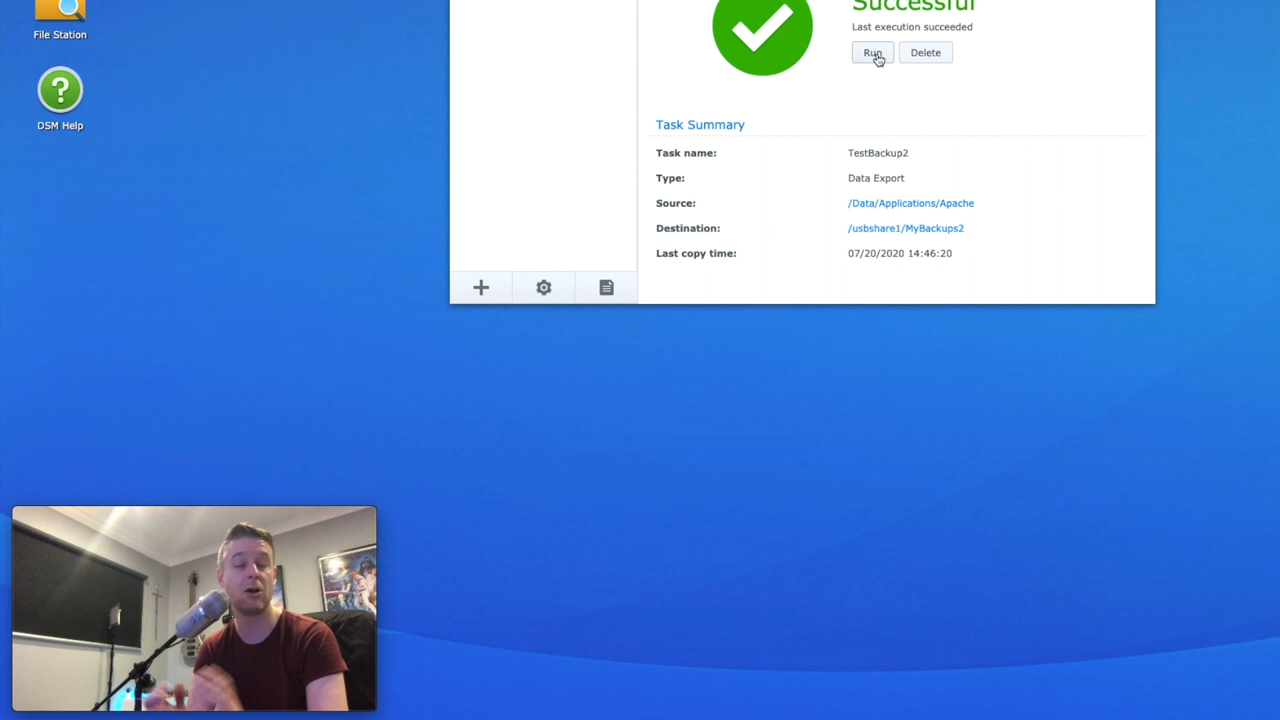 File Station
DSM Help
Successful
Last execution succeeded
Run
Delete
Task Summary
Task name: TestBackup2
Type: Data Export
Source: /Data/Applications/Apache
Destination: /usbshare1/MyBackups2
Last copy time: 07/20/2020 14:46:20